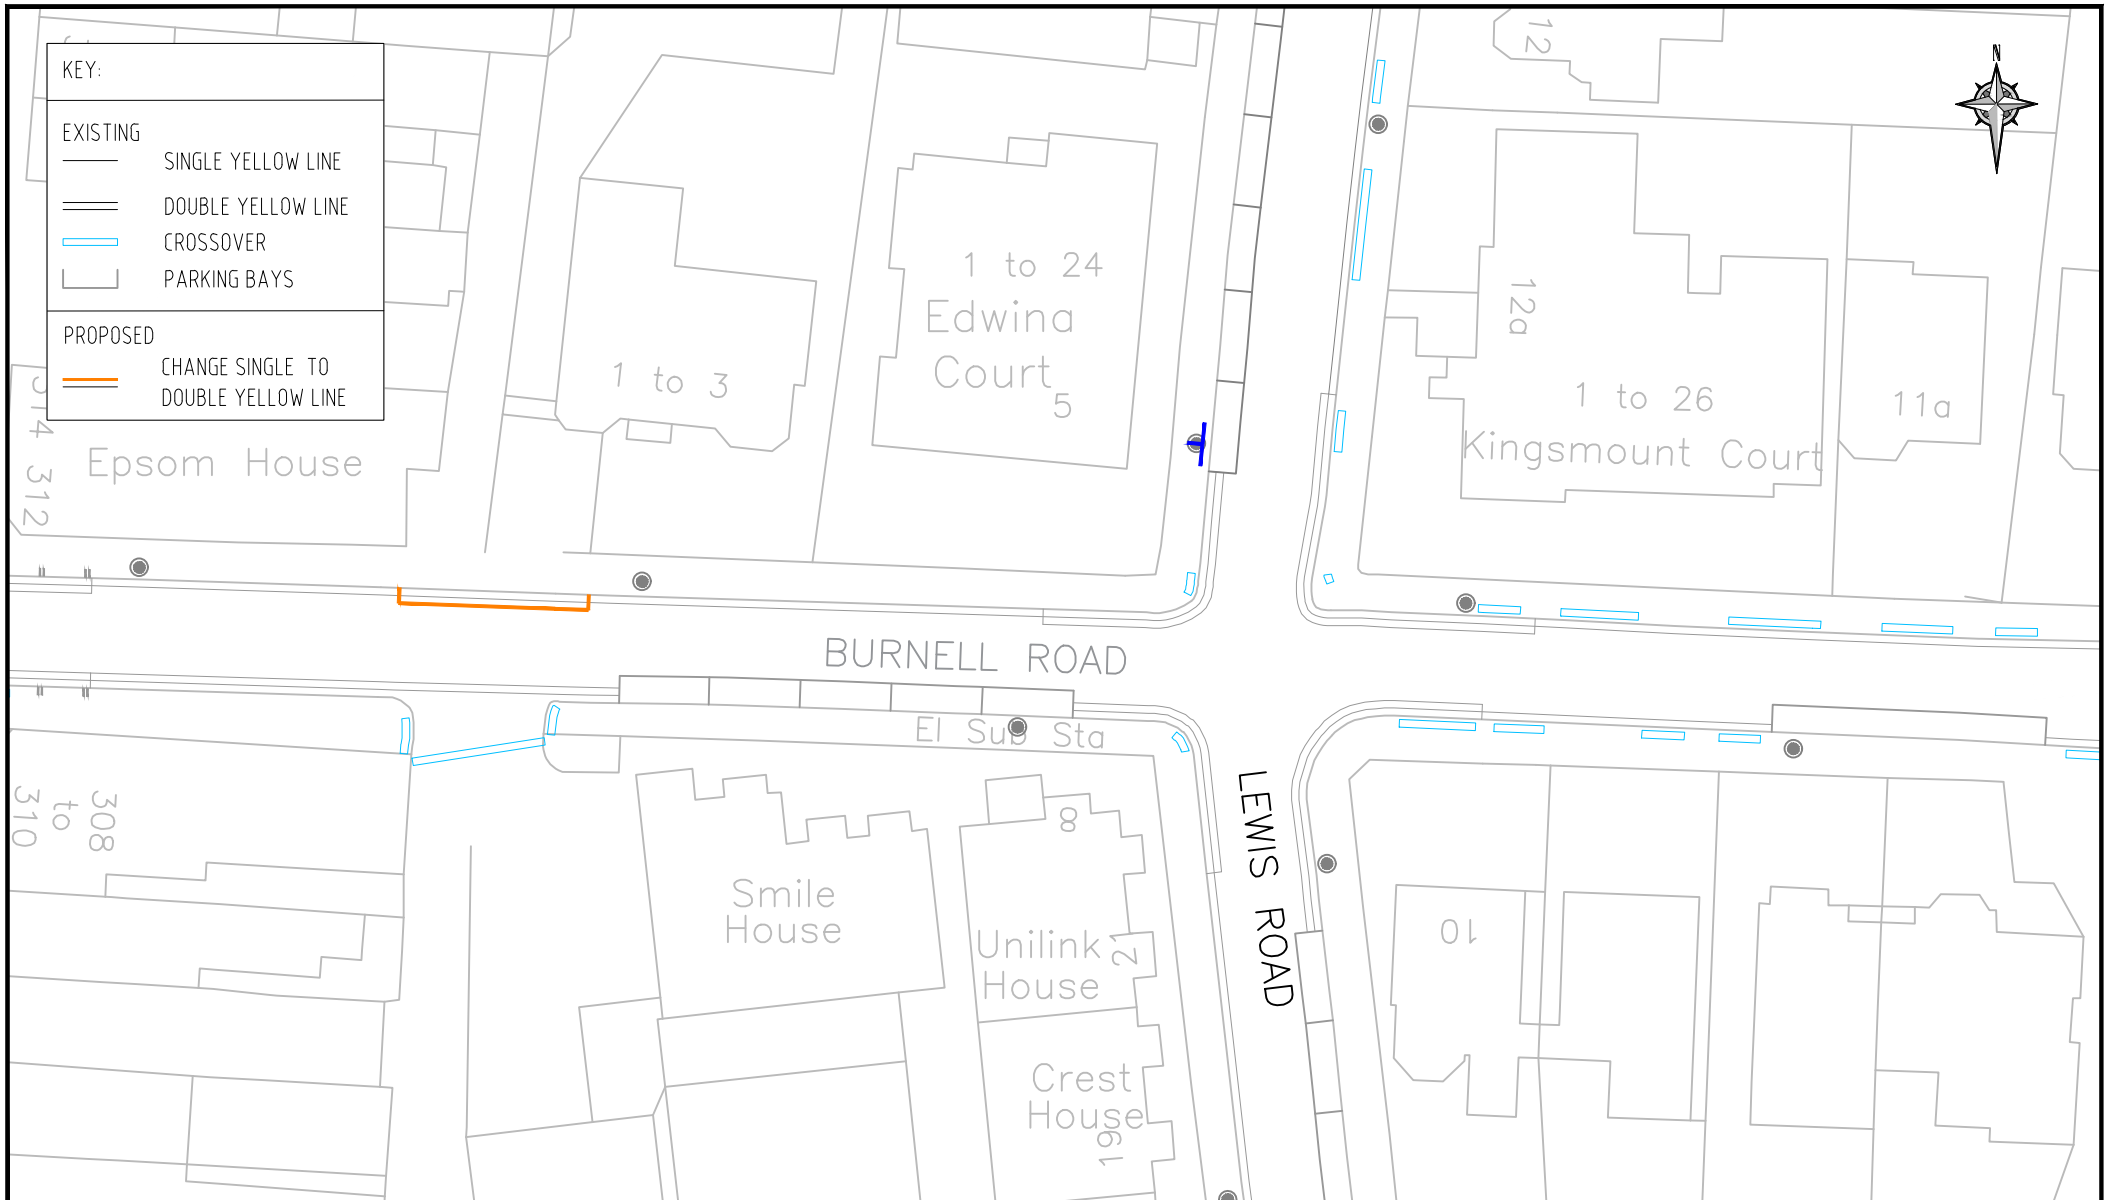 KEY:
EXISTING
SINGLE YELLOW LINE
DOUBLE YELLOW LINE
CROSSOVER
PARKING BAYS
PROPOSED
CHANGE SINGLE TO
DOUBLE YELLOW LINE
N
12
1 to 24
Edwina
Court
5
1 to 3
12a
1 to 26
Kingsmount Court
11a
314
312
Epsom House
BURNELL ROAD
El Sub Sta
LEWIS ROAD
308
to
310
Smile
House
8
Unilink
House
21
10
Crest
House
19